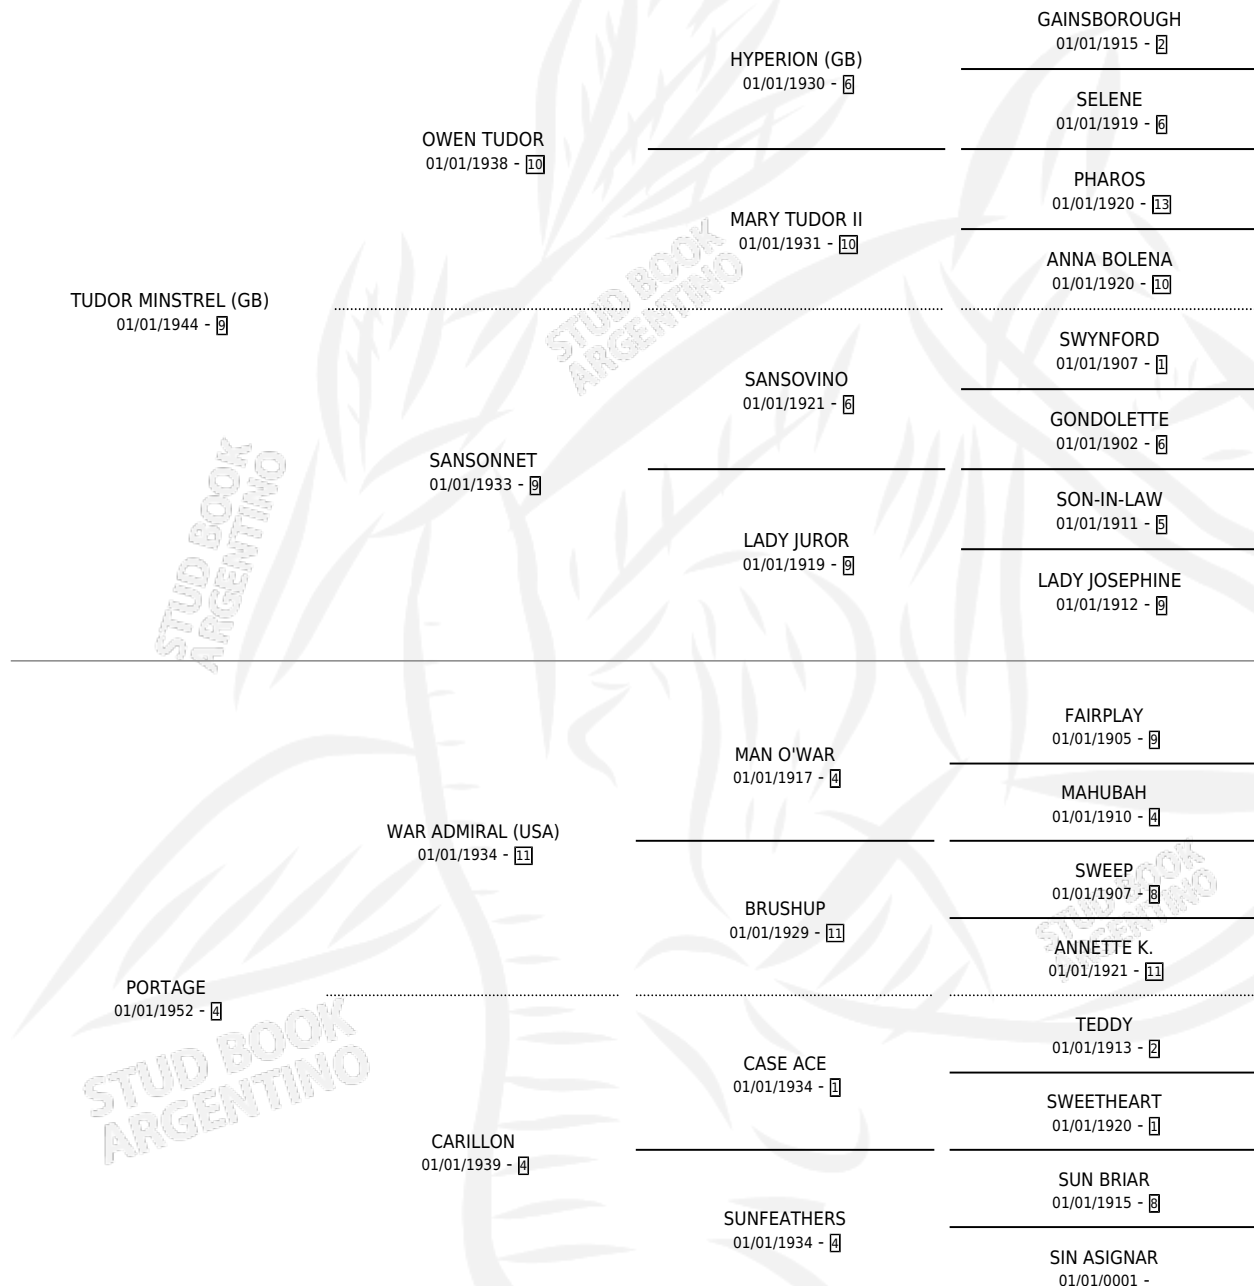 GAINSBOROUGH
01/01/1915 - 2
HYPERION (GB)
01/01/1930 - 6
SELENE
01/01/1919 - 6
OWEN TUDOR
01/01/1938 - 10
PHAROS
01/01/1920 - 13
MARY TUDOR II
01/01/1931 - 10
ANNA BOLENA
01/01/1920 - 10
TUDOR MINSTREL (GB)
01/01/1944 - 9
STUD BOOK
ARGENTINO
SWYNFORD
01/01/1907 - 1
SANSOVINO
01/01/1921 - 6
GONDOLETTE
01/01/1902 - 6
SANSONNET
01/01/1933 - 9
SON-IN-LAW
01/01/1911 - 5
LADY JUROR
01/01/1919 - 9
LADY JOSEPHINE
01/01/1912 - 9
STUD BOOK
ARGENTINO
FAIRPLAY
01/01/1905 - 9
MAN O'WAR
01/01/1917 - 4
MAHUBAH
01/01/1910 - 4
WAR ADMIRAL (USA)
01/01/1934 - 11
SWEEP
01/01/1907 - 8
BRUSHUP
01/01/1929 - 11
ANNETTE K.
01/01/1921 - 11
STUD BOOK
ARGENTINO
PORTAGE
01/01/1952 - 4
TEDDY
01/01/1913 - 2
CASE ACE
01/01/1934 - 1
SWEETHEART
01/01/1920 - 1
STUD BOOK
ARGENTINO
CARILLON
01/01/1939 - 4
SUN BRIAR
01/01/1915 - 8
SUNFEATHERS
01/01/1934 - 4
SIN ASIGNAR
01/01/0001 -